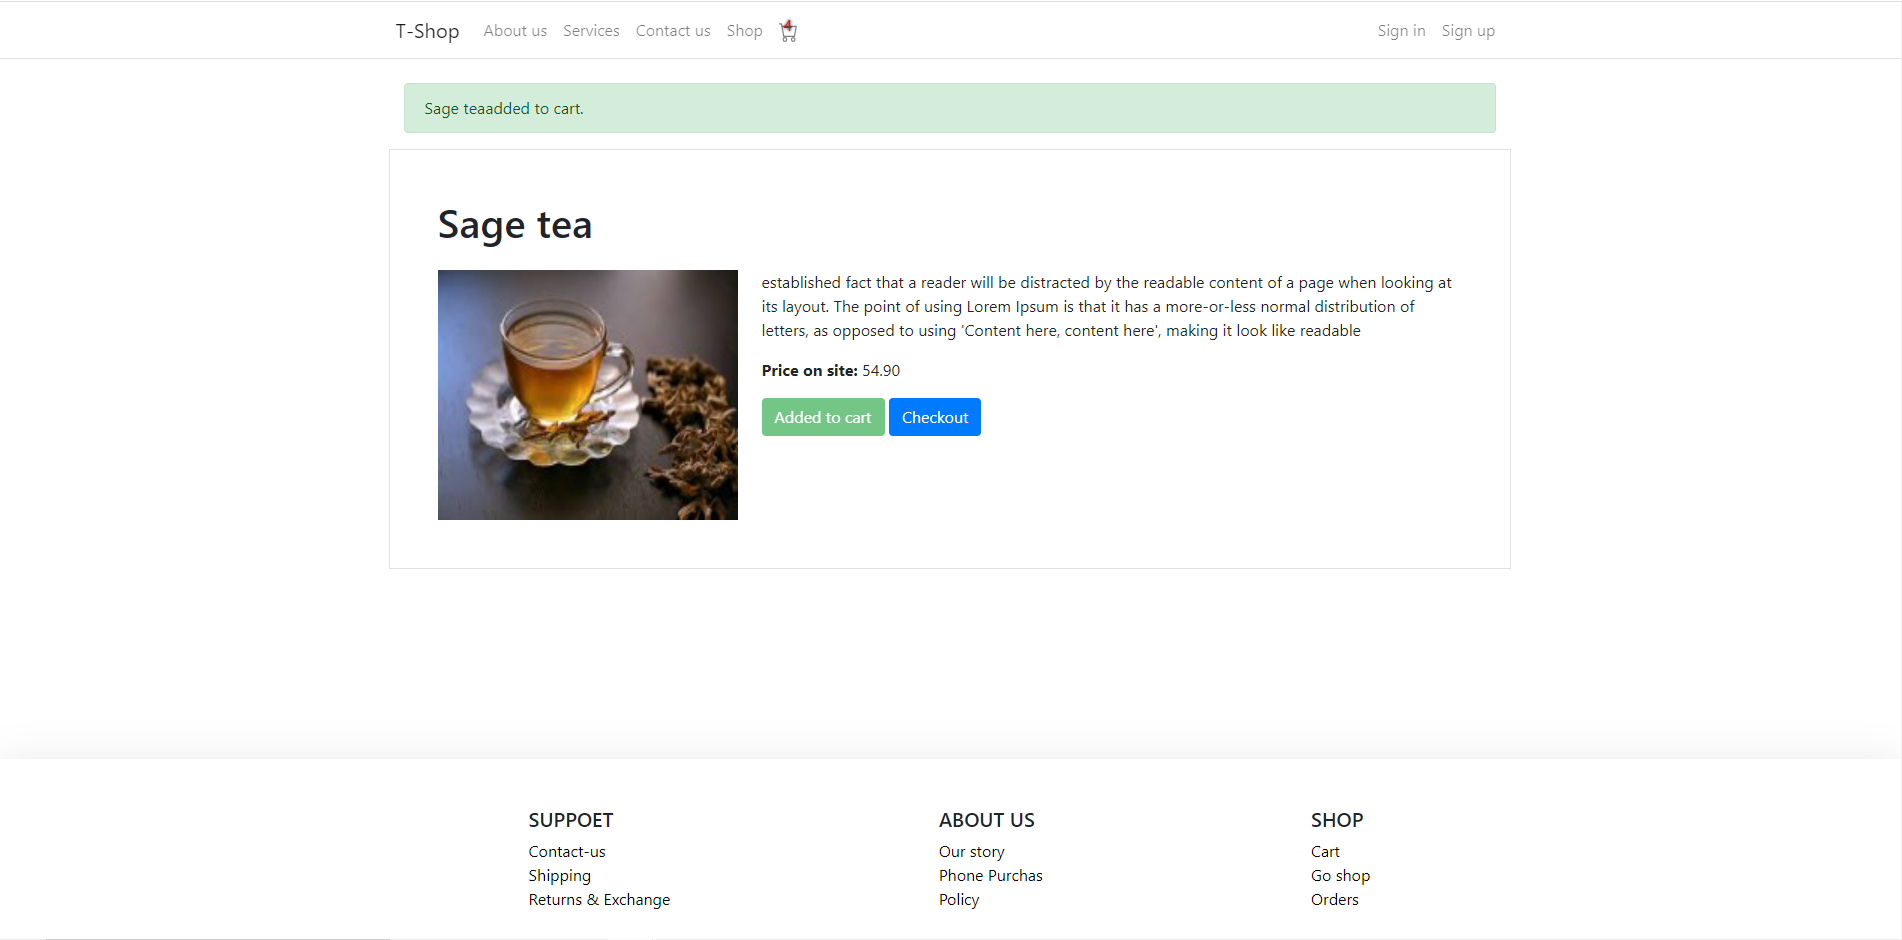 T-Shop About us Services Contact us Shop 4 Sign in Sign up
Sage teaadded to cart.
Sage tea
established fact that a reader will be distracted by the readable content of a page when looking at
its layout. The point of using Lorem Ipsum is that it has a more-or-less normal distribution of
letters, as opposed to using 'Content here, content here', making it look like readable
Price on site: 54.90
Added to cart Checkout
SUPPOET
Contact-us
Shipping
Returns & Exchange
ABOUT US
Our story
Phone Purchas
Policy
SHOP
Cart
Go shop
Orders